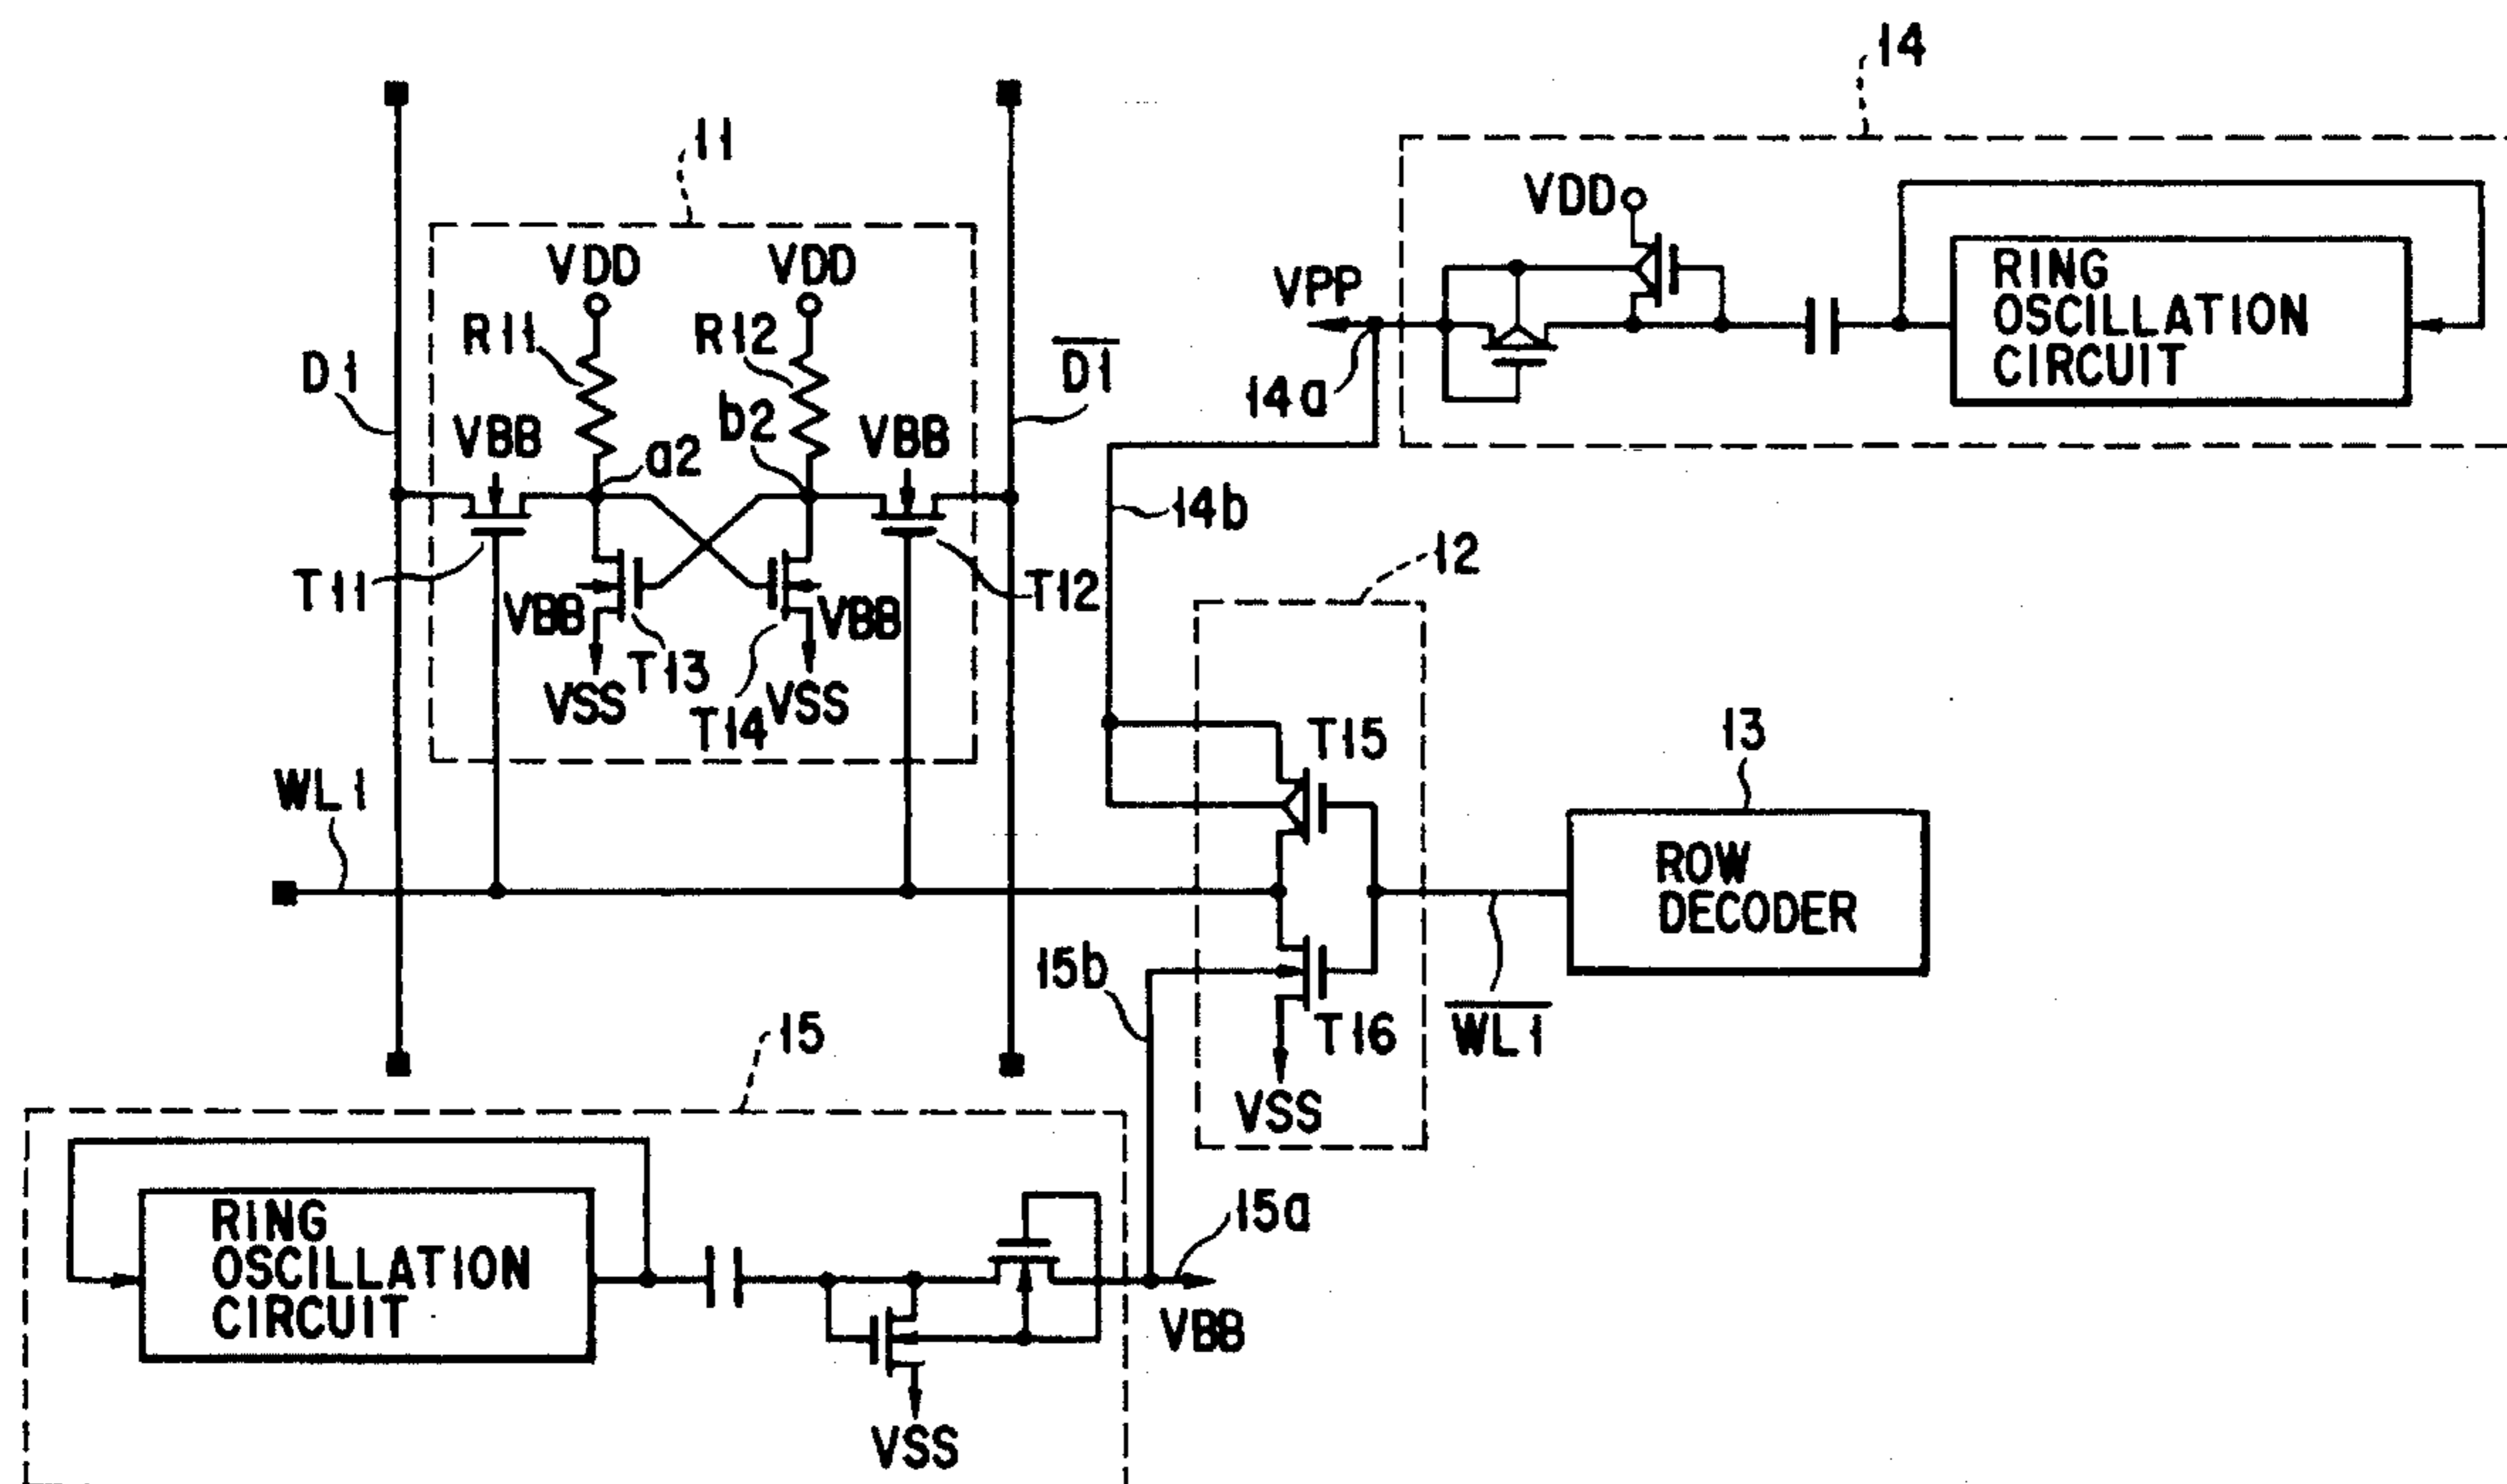 14
11
VDD
VDD
VDD
RING
OSCILLATION
CIRCUIT
VPP
R11
R12
D1
D1
14a
VBB
b2
VBB
a2
14b
12
T11
T12
VBB
VBB
T13
VSS
T14
VSS
T15
13
WL1
ROW
DECODER
15b
15
T16
WL1
VSS
15a
RING
OSCILLATION
CIRCUIT
VBB
VSS